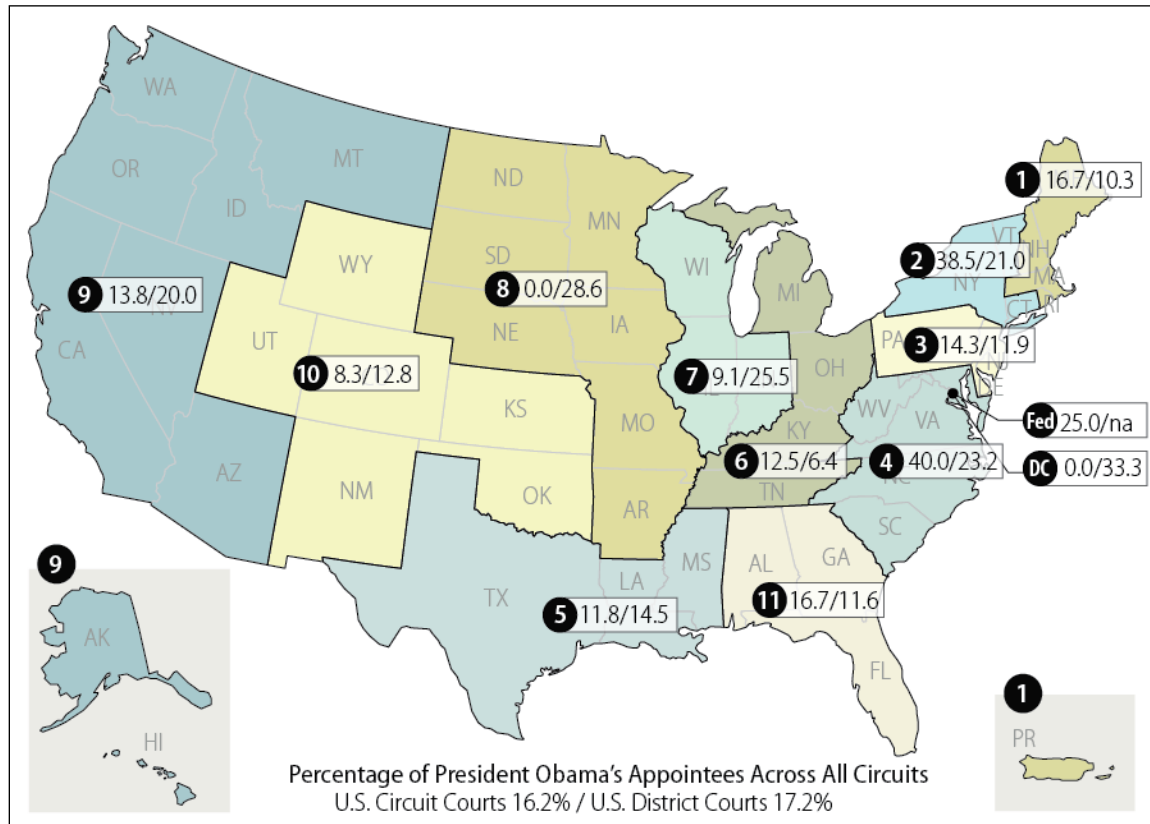 WA
MT
ND
OR
MN
1 16.7/10.3
ID
VT
NH
SD
WI
2 38.5/21.0
MA
WY
NY
9 13.8/20.0
8 0.0/28.6
MI
CT
RI
IA
NE
PA
UT
3 14.3/11.9
CA
NJ
10 8.3/12.8
7 9.1/25.5
OH
DE
KS
WV
VA
MO
KY
Fed 25.0/na
6 12.5/6.4
4 40.0/23.2
DC 0.0/33.3
AZ
NC
NM
OK
TN
AR
SC
9
MS
AL
GA
TX
LA
11 16.7/11.6
5 11.8/14.5
AK
FL
1
HI
PR
Percentage of President Obama's Appointees Across All Circuits
U.S. Circuit Courts 16.2% / U.S. District Courts 17.2%